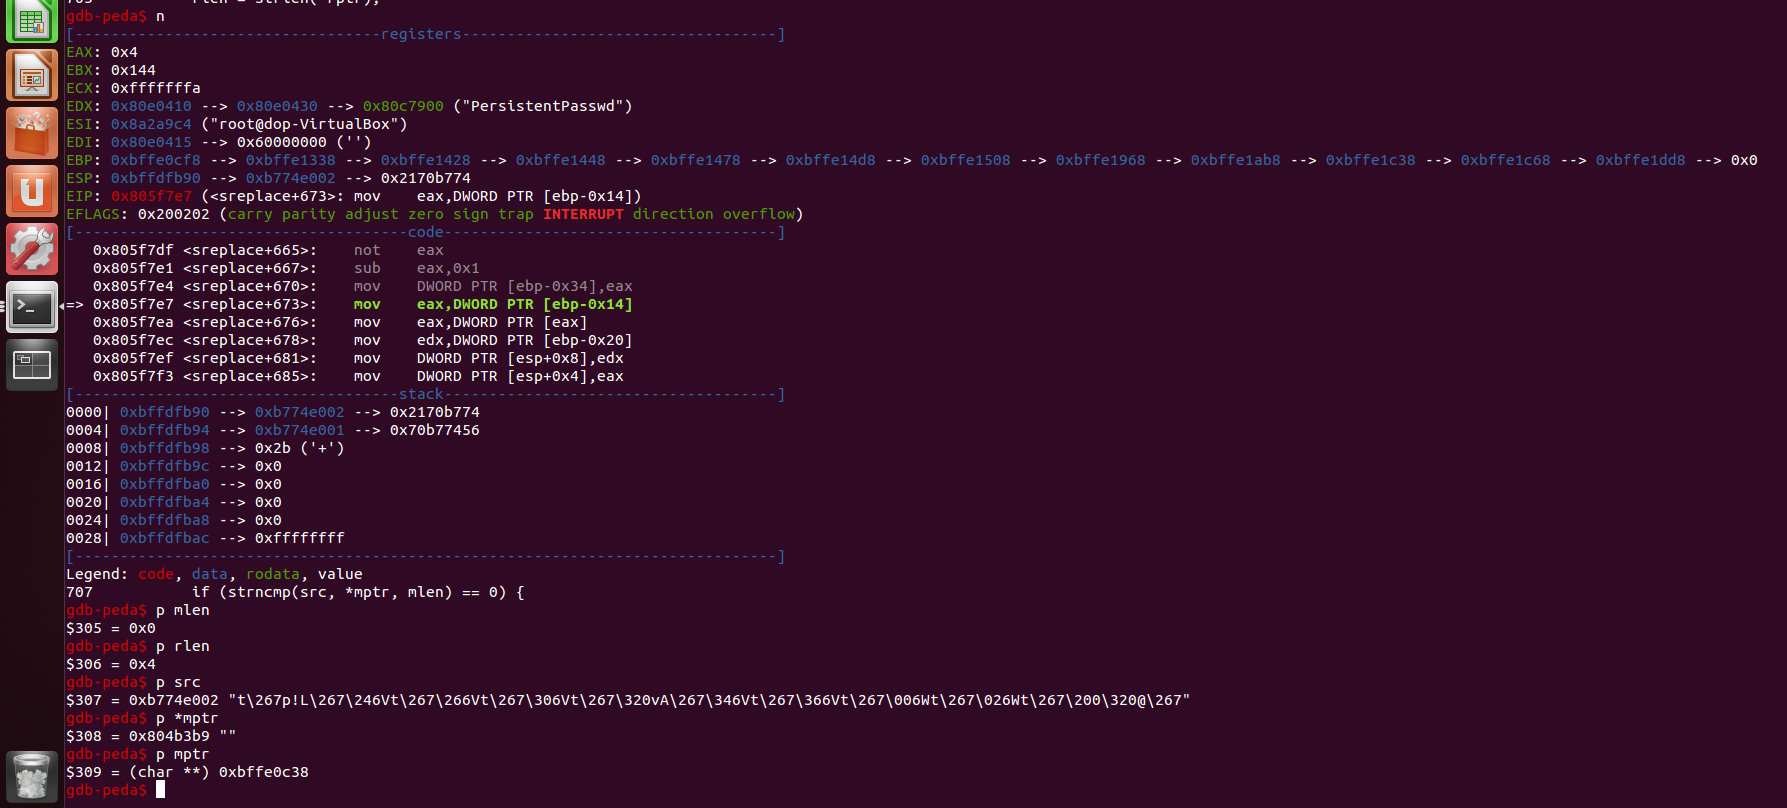 705           rlen = strlen(*rptr);
gdb-peda$ n
[----------------------------------registers-----------------------------------]
EAX: 0x4
EBX: 0x144
ECX: 0xfffffffa
EDX: 0x80e0410 --> 0x80e0430 --> 0x80c7900 ("PersistentPasswd")
ESI: 0x8a2a9c4 ("root@dop-VirtualBox")
EDI: 0x80e0415 --> 0x60000000 ('')
EBP: 0xbffe0cf8 --> 0xbffe1338 --> 0xbffe1428 --> 0xbffe1448 --> 0xbffe1478 --> 0xbffe14d8 --> 0xbffe1508 --> 0xbffe1968 --> 0xbffe1ab8 --> 0xbffe1c38 --> 0xbffe1c68 --> 0xbffe1dd8 --> 0x0
ESP: 0xbffdfb90 --> 0xb774e002 --> 0x2170b774
EIP: 0x805f7e7 (<sreplace+673>: mov    eax,DWORD PTR [ebp-0x14])
EFLAGS: 0x200202 (carry parity adjust zero sign trap INTERRUPT direction overflow)
[-------------------------------------code-------------------------------------]
   0x805f7df <sreplace+665>:    not    eax
   0x805f7e1 <sreplace+667>:    sub    eax,0x1
   0x805f7e4 <sreplace+670>:    mov    DWORD PTR [ebp-0x34],eax
=> 0x805f7e7 <sreplace+673>:    mov    eax,DWORD PTR [ebp-0x14]
   0x805f7ea <sreplace+676>:    mov    eax,DWORD PTR [eax]
   0x805f7ec <sreplace+678>:    mov    edx,DWORD PTR [ebp-0x20]
   0x805f7ef <sreplace+681>:    mov    DWORD PTR [esp+0x8],edx
   0x805f7f3 <sreplace+685>:    mov    DWORD PTR [esp+0x4],eax
[------------------------------------stack-------------------------------------]
0000| 0xbffdfb90 --> 0xb774e002 --> 0x2170b774
0004| 0xbffdfb94 --> 0xb774e001 --> 0x70b77456
0008| 0xbffdfb98 --> 0x2b ('+')
0012| 0xbffdfb9c --> 0x0
0016| 0xbffdfba0 --> 0x0
0020| 0xbffdfba4 --> 0x0
0024| 0xbffdfba8 --> 0x0
0028| 0xbffdfbac --> 0xffffffff
[------------------------------------------------------------------------------]
Legend: code, data, rodata, value
707           if (strncmp(src, *mptr, mlen) == 0) {
gdb-peda$ p mlen
$305 = 0x0
gdb-peda$ p rlen
$306 = 0x4
gdb-peda$ p src
$307 = 0xb774e002 "t\267p!L\267\246Vt\267\266Vt\267\306Vt\267\320vA\267\346Vt\267\366Vt\267\006Wt\267\026Wt\267\200\320@\267"
gdb-peda$ p *mptr
$308 = 0x804b3b9 ""
gdb-peda$ p mptr
$309 = (char **) 0xbffe0c38
gdb-peda$